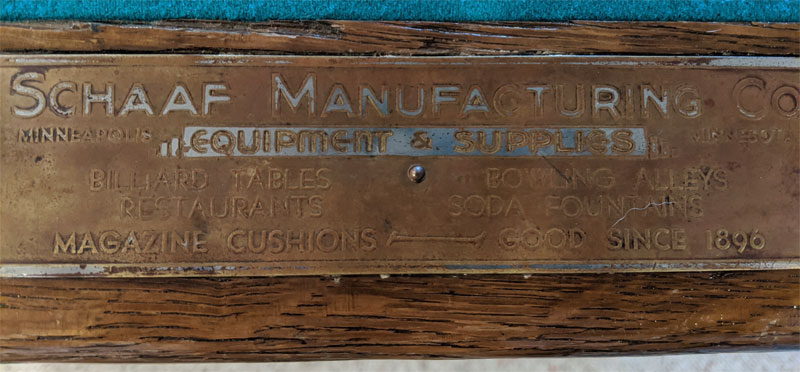 SCHAAF MANUFACTURING Co
MINNEAPOLIS EQUIPMENT & SUPPLIES MINNESOTA
BILLIARD TABLES BOWLING ALLEYS
RESTAURANTS SODA FOUNTAINS
MAGAZINE CUSHIONS GOOD SINCE 1896